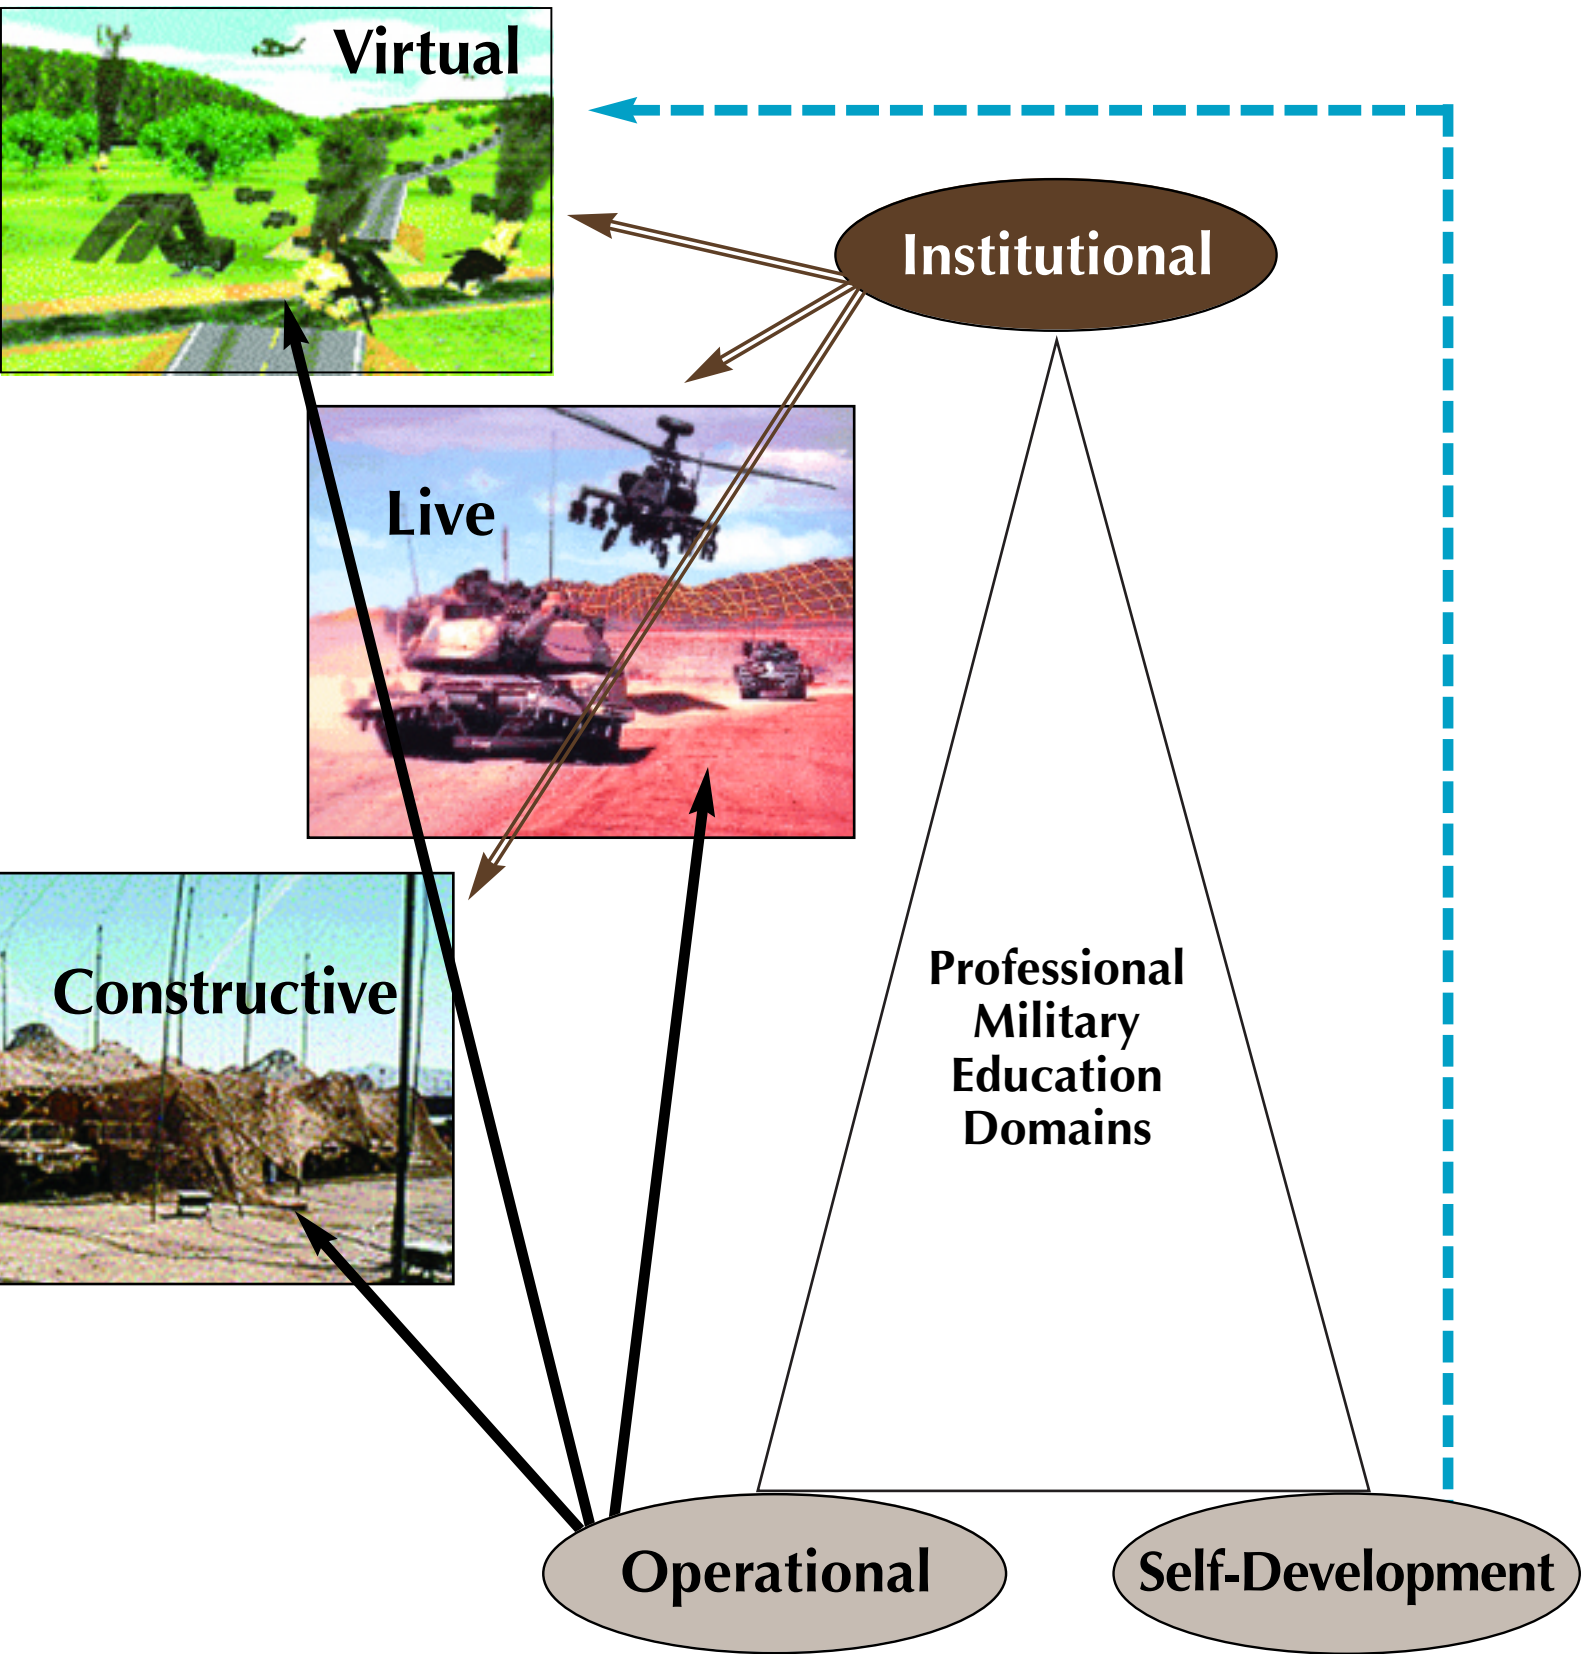 Virtual
Institutional
Live
Professional
Military
Education
Domains
Constructive
Operational
Self-Development